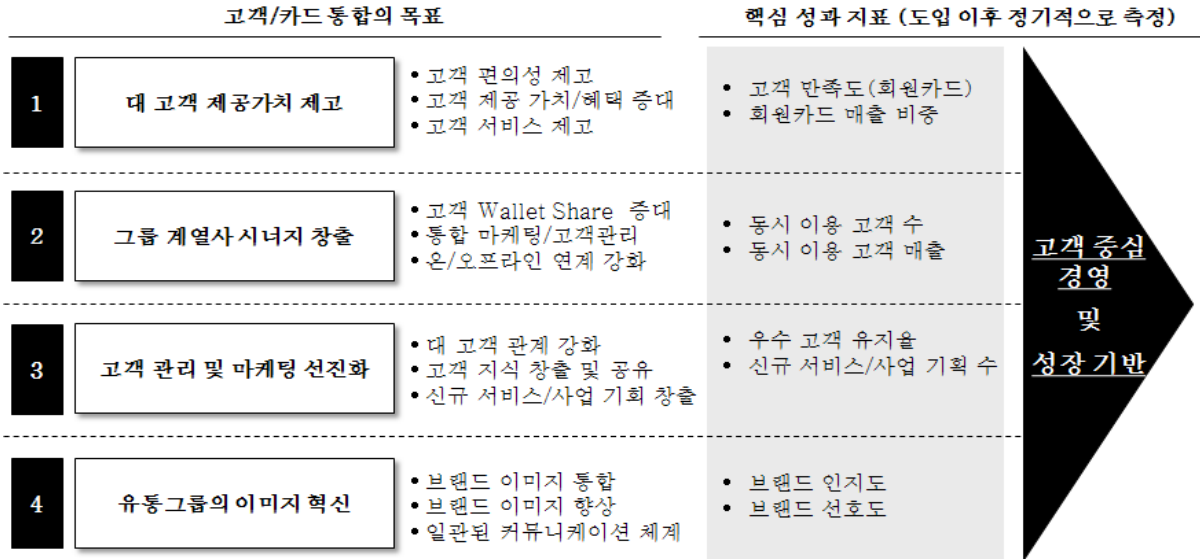 고객/카드 통합의 목표
핵심 성과 지표 (도입 이후 정기적으로 측정)
1
대 고객 제공가치 제고
• 고객 편의성 제고
• 고객 제공 가치/혜택 증대
• 고객 서비스 제고
• 고객 만족도(회원카드)
• 회원카드 매출 비중
2
그룹 계열사 시너지 창출
• 고객 Wallet Share 증대
• 통합 마케팅/고객관리
• 온/오프라인 연계 강화
• 동시 이용 고객 수
• 동시 이용 고객 매출
3
고객 관리 및 마케팅 선진화
• 대 고객 관계 강화
• 고객 지식 창출 및 공유
• 신규 서비스/사업 기회 창출
• 우수 고객 유지율
• 신규 서비스/사업 기획 수
4
유통그룹의 이미지 혁신
• 브랜드 이미지 통합
• 브랜드 이미지 향상
• 일관된 커뮤니케이션 체계
• 브랜드 인지도
• 브랜드 선호도
고객 중심
경영
및
성장 기반